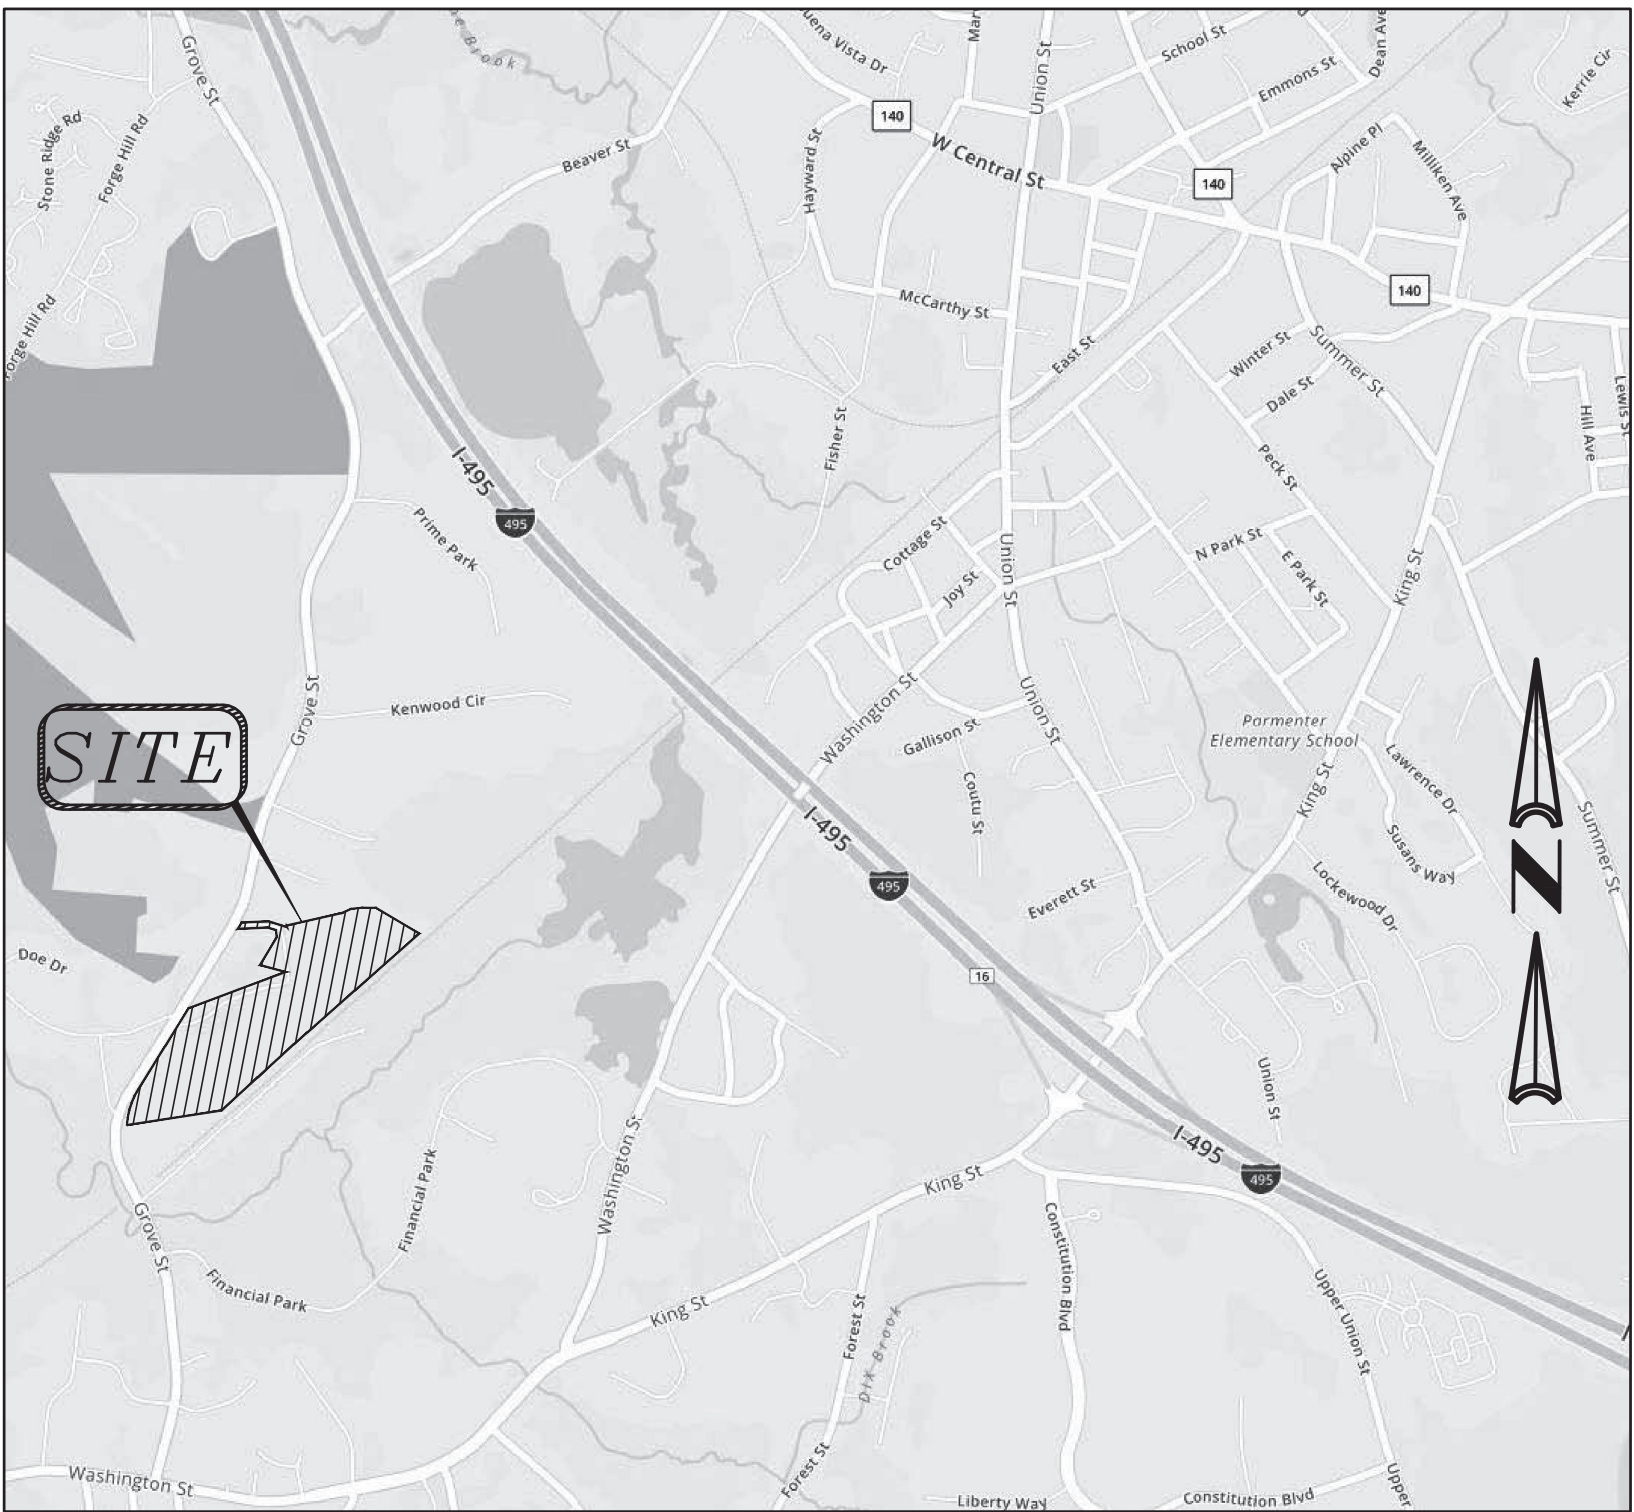 Grove St
Brook
Buena Vista Dr
Mar
Union St
School St
Dean Ave
Emmons St
Kerrie Cir
Stone Ridge Rd
Forge Hill Rd
Beaver St
Hayward St
140
W Central St
140
Alpine Pl
Milliken Ave
140
Forge Hill Rd
McCarthy St
East St
Winter St
Summer St
Dale St
Lewis St
Hill Ave
Fisher St
I-495
495
Prime Park
Peck St
Cottage St
Union St
N Park St
E Park St
King St
Joy St
Grove St
Kenwood Cir
SITE
Washington St
Gallison St
Union St
Parmenter
Elementary School
Coutu St
King St
Lawrence Dr
Susans Way
Summer St
I-495
495
Everett St
Lockewood Dr
N
Doe Dr
16
Union St
Washington St
I-495
495
King St
Financial Park
Grove St
Financial Park
Constitution Blvd
King St
Forest St
DIX Brook
Upper Union St
Washington St
Forest St
Liberty Way
Constitution Blvd
Upper